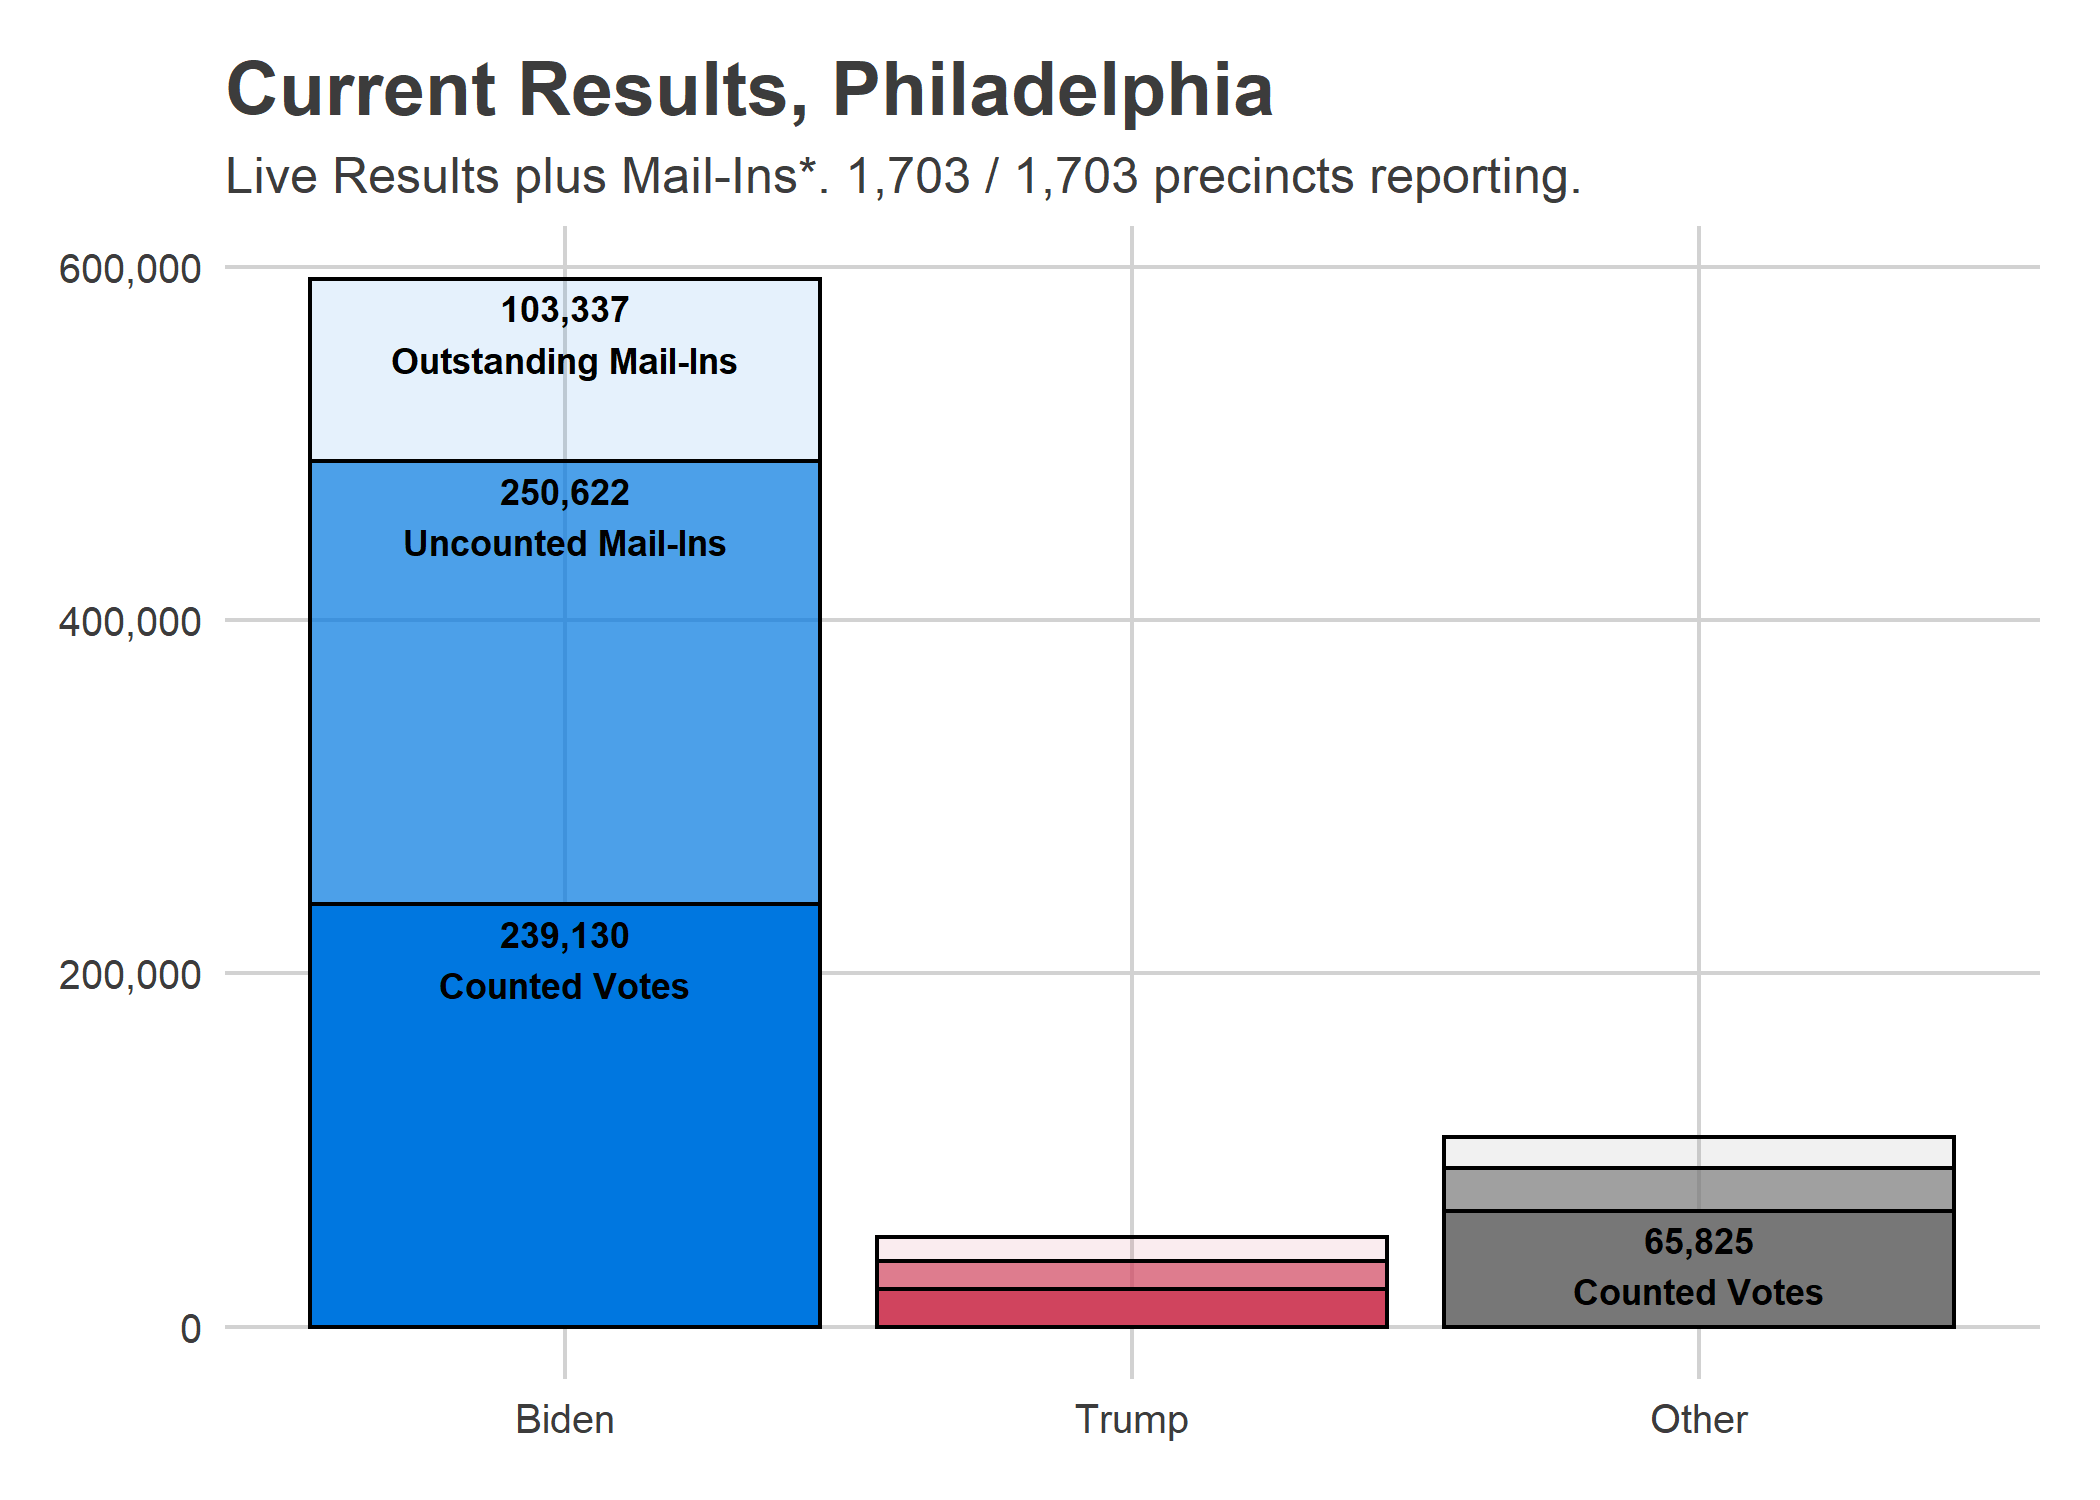 Current Results, Philadelphia
Live Results plus Mail-Ins*. 1,703 / 1,703 precincts reporting.
600,000
103,337
Outstanding Mail-Ins
250,622
Uncounted Mail-Ins
400,000
239,130
Counted Votes
200,000
65,825
Counted Votes
0
Biden
Trump
Other